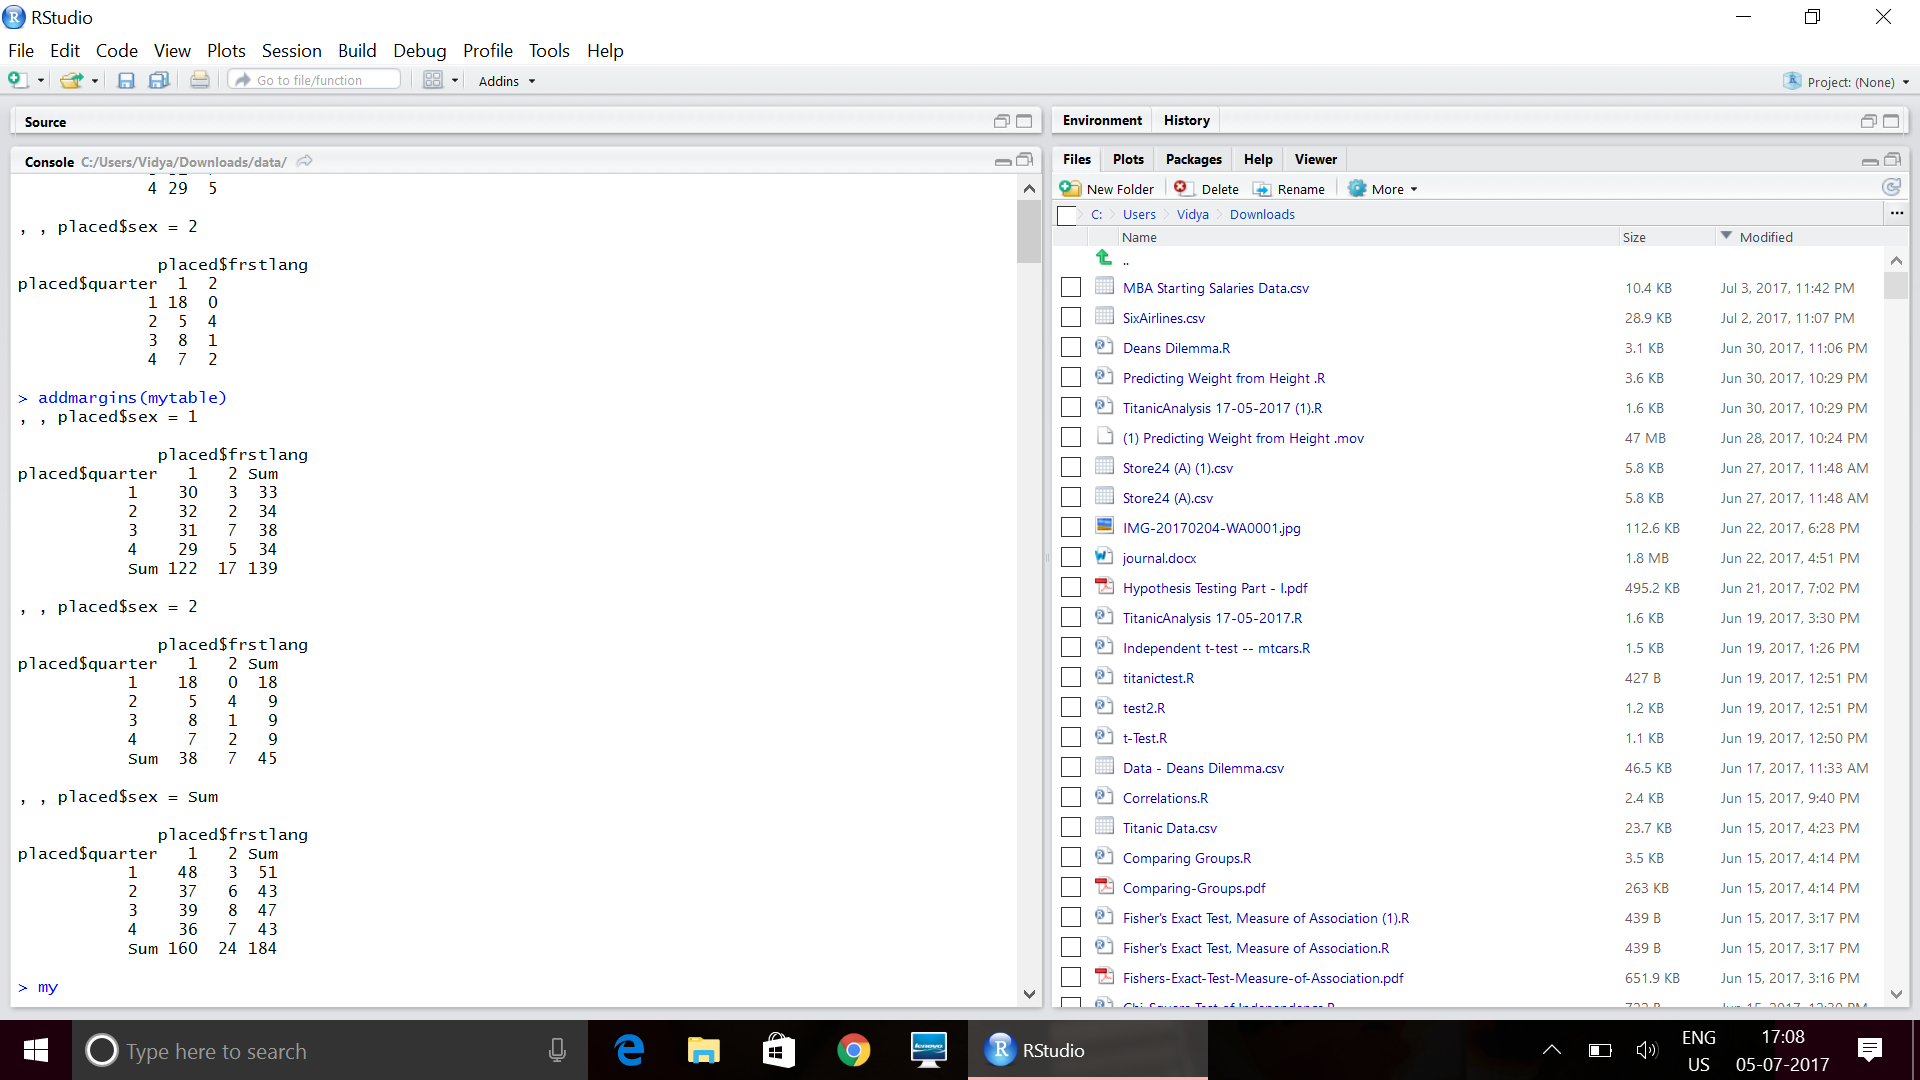 RStudio
File Edit Code View Plots Session Build Debug Profile Tools Help
Go to file/function Addins Project: (None)
Source
Console C:/Users/Vidya/Downloads/data/
4 29 5
, , placed$sex = 2
placed$frstlang
placed$quarter 1 2
1 18 0
2 5 4
3 8 1
4 7 2
> addmargins(mytable)
, , placed$sex = 1
placed$frstlang
placed$quarter 1 2 Sum
1 30 3 33
2 32 2 34
3 31 7 38
4 29 5 34
Sum 122 17 139
, , placed$sex = 2
placed$frstlang
placed$quarter 1 2 Sum
1 18 0 18
2 5 4 9
3 8 1 9
4 7 2 9
Sum 38 7 45
, , placed$sex = Sum
placed$frstlang
placed$quarter 1 2 Sum
1 48 3 51
2 37 6 43
3 39 8 47
4 36 7 43
Sum 160 24 184
> my
Environment History
Files Plots Packages Help Viewer
New Folder Delete Rename More
C: Users Vidya Downloads ...
Name Size Modified
..
MBA Starting Salaries Data.csv 10.4 KB Jul 3, 2017, 11:42 PM
SixAirlines.csv 28.9 KB Jul 2, 2017, 11:07 PM
Deans Dilemma.R 3.1 KB Jun 30, 2017, 11:06 PM
Predicting Weight from Height .R 3.6 KB Jun 30, 2017, 10:29 PM
TitanicAnalysis 17-05-2017 (1).R 1.6 KB Jun 30, 2017, 10:29 PM
(1) Predicting Weight from Height .mov 47 MB Jun 28, 2017, 10:24 PM
Store24 (A) (1).csv 5.8 KB Jun 27, 2017, 11:48 AM
Store24 (A).csv 5.8 KB Jun 27, 2017, 11:48 AM
IMG-20170204-WA0001.jpg 112.6 KB Jun 22, 2017, 6:28 PM
journal.docx 1.8 MB Jun 22, 2017, 4:51 PM
Hypothesis Testing Part - I.pdf 495.2 KB Jun 21, 2017, 7:02 PM
TitanicAnalysis 17-05-2017.R 1.6 KB Jun 19, 2017, 3:30 PM
Independent t-test -- mtcars.R 1.5 KB Jun 19, 2017, 1:26 PM
titanictest.R 427 B Jun 19, 2017, 12:51 PM
test2.R 1.2 KB Jun 19, 2017, 12:51 PM
t-Test.R 1.1 KB Jun 19, 2017, 12:50 PM
Data - Deans Dilemma.csv 46.5 KB Jun 17, 2017, 11:33 AM
Correlations.R 2.4 KB Jun 15, 2017, 9:40 PM
Titanic Data.csv 23.7 KB Jun 15, 2017, 4:23 PM
Comparing Groups.R 3.5 KB Jun 15, 2017, 4:14 PM
Comparing-Groups.pdf 263 KB Jun 15, 2017, 4:14 PM
Fisher's Exact Test, Measure of Association (1).R 439 B Jun 15, 2017, 3:17 PM
Fisher's Exact Test, Measure of Association.R 439 B Jun 15, 2017, 3:17 PM
Fishers-Exact-Test-Measure-of-Association.pdf 651.9 KB Jun 15, 2017, 3:16 PM
Type here to search
lenovo
RStudio
ENG
US
17:08
05-07-2017